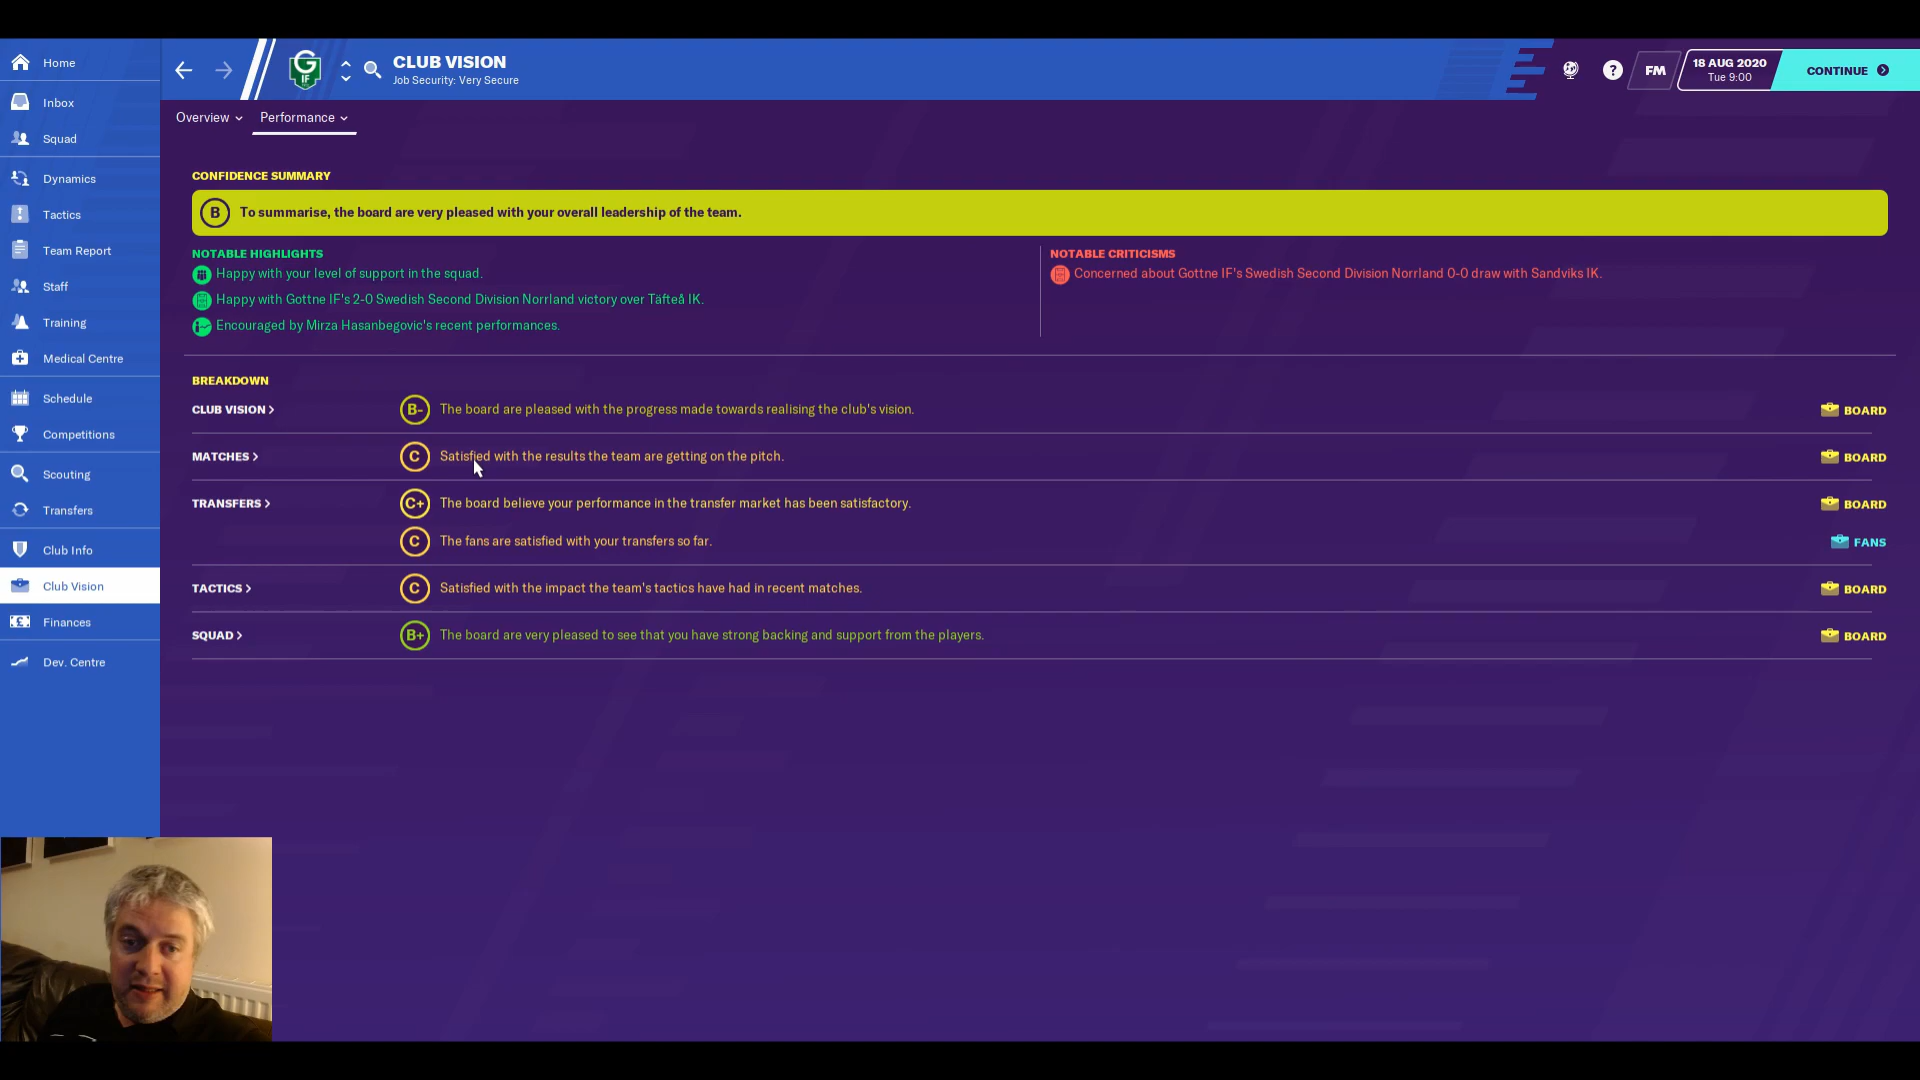 Home
Inbox
Squad
Dynamics
Tactics
Team Report
Staff
Training
Medical Centre
Schedule
Competitions
Scouting
Transfers
Club Info
Club Vision
Finances
Dev. Centre
G
IF
CLUB VISION
Job Security: Very Secure
?
FM
18 AUG 2020
Tue 9:00
CONTINUE
Overview
Performance
CONFIDENCE SUMMARY
B To summarise, the board are very pleased with your overall leadership of the team.
NOTABLE HIGHLIGHTS
Happy with your level of support in the squad.
Happy with Gottne IF's 2-0 Swedish Second Division Norrland victory over Täfteå IK.
Encouraged by Mirza Hasanbegovic's recent performances.
NOTABLE CRITICISMS
Concerned about Gottne IF's Swedish Second Division Norrland 0-0 draw with Sandviks IK.
BREAKDOWN
CLUB VISION > B- The board are pleased with the progress made towards realising the club's vision. BOARD
MATCHES > C Satisfied with the results the team are getting on the pitch. BOARD
TRANSFERS > C+ The board believe your performance in the transfer market has been satisfactory. BOARD
C The fans are satisfied with your transfers so far. FANS
TACTICS > C Satisfied with the impact the team's tactics have had in recent matches. BOARD
SQUAD > B+ The board are very pleased to see that you have strong backing and support from the players. BOARD